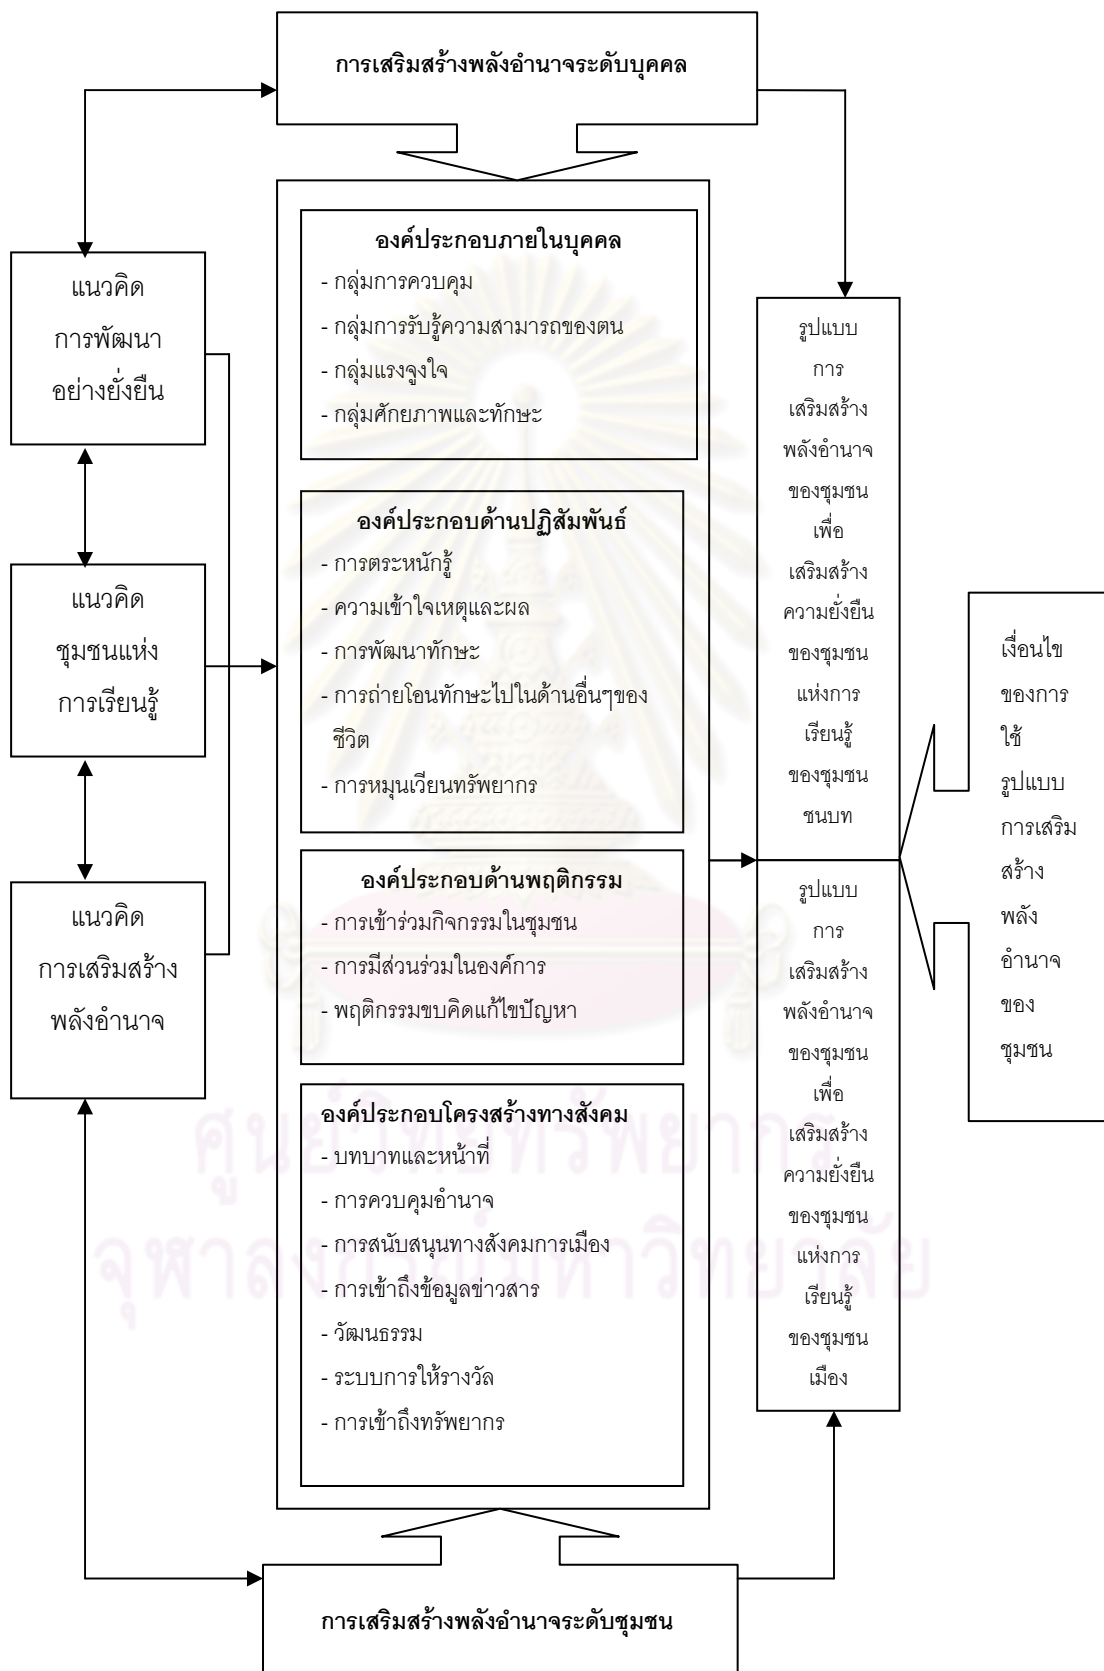 การเสริมสร้างพลังอำนาจระดับบุคคล
แนวคิด
การพัฒนา
อย่างยั่งยืน
แนวคิด
ชุมชนแห่ง
การเรียนรู้
แนวคิด
การเสริมสร้าง
พลังอำนาจ
องค์ประกอบภายในบุคคล
- กลุ่มการควบคุม
- กลุ่มการรับรู้ความสามารถของตน
- กลุ่มแรงจูงใจ
- กลุ่มศักยภาพและทักษะ
องค์ประกอบด้านปฏิสัมพันธ์
- การตระหนักรู้
- ความเข้าใจเหตุและผล
- การพัฒนาทักษะ
- การถ่ายโอนทักษะไปในด้านอื่นๆของ
ชีวิต
- การหมุนเวียนทรัพยากร
องค์ประกอบด้านพฤติกรรม
- การเข้าร่วมกิจกรรมในชุมชน
- การมีส่วนร่วมในองค์การ
- พฤติกรรมขบคิดแก้ไขปัญหา
องค์ประกอบโครงสร้างทางสังคม
- บทบาทและหน้าที่
- การควบคุมอำนาจ
- การสนับสนุนทางสังคมการเมือง
- การเข้าถึงข้อมูลข่าวสาร
- วัฒนธรรม
- ระบบการให้รางวัล
- การเข้าถึงทรัพยากร
รูปแบบ
การ
เสริมสร้าง
พลังอำนาจ
ของชุมชน
เพื่อ
เสริมสร้าง
ความยั่งยืน
ของชุมชน
แห่งการ
เรียนรู้
ของชุมชน
ชนบท
รูปแบบ
การ
เสริมสร้าง
พลังอำนาจ
ของชุมชน
เพื่อ
เสริมสร้าง
ความยั่งยืน
ของชุมชน
แห่งการ
เรียนรู้
ของชุมชน
เมือง
เงื่อนไข
ของการ
ใช้
รูปแบบ
การเสริม
สร้าง
พลัง
อำนาจ
ของ
ชุมชน
การเสริมสร้างพลังอำนาจระดับชุมชน
ศูนย์วิทยทรัพยากร
จุฬาลงกรณ์มหาวิทยาลัย